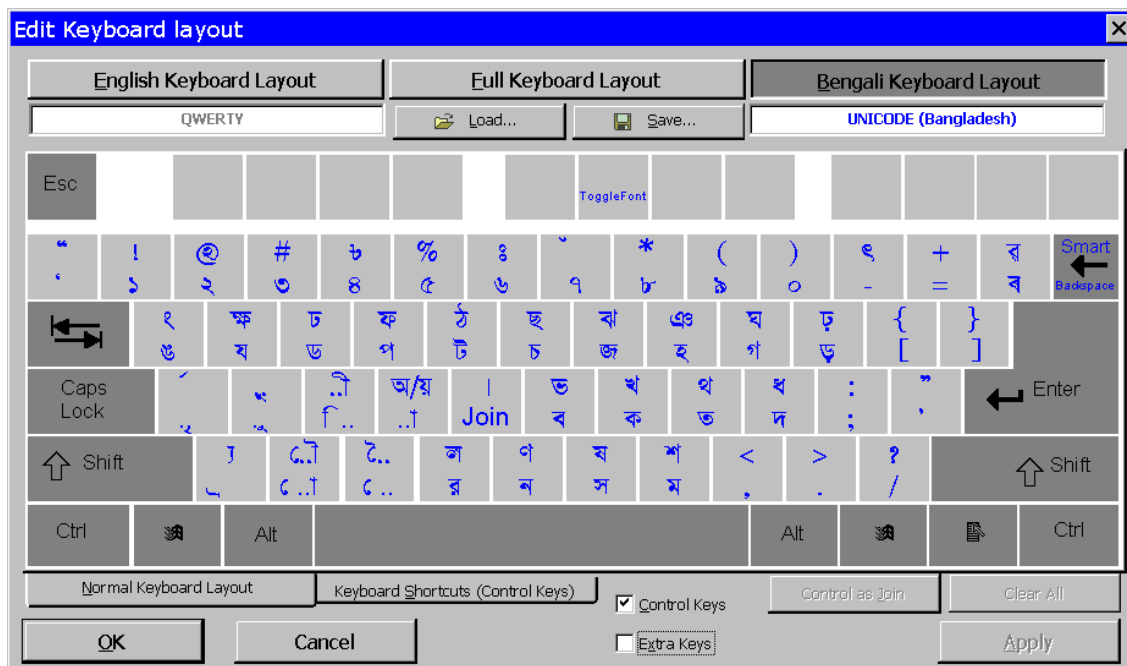 Edit Keyboard layout
English Keyboard Layout Full Keyboard Layout Bengali Keyboard Layout
QWERTY Load... Save... UNICODE (Bangladesh)
Esc ToggleFont
“ ! @ # ৳ % ঃ ঁ * ( ) ৎ + র্ Smart
‘ ১ ২ ৩ ৪ ৫ ৬ ৭ ৮ ৯ ০ - = ৰ Backspace
ং ক্ষ ঢ ফ ঠ ছ ঝ ঞ ঘ ঢ় { }
ঙ য ড প ট চ জ হ গ ড় [ ]
Caps ী অ/য় | ভ খ থ ধ : ” Enter
Lock ি .. ..া Join ব ক ত দ ; ’
Shift ৗ ৌ ৈ ল ণ ষ শ < > ? Shift
ো ে র ন স ম , . /
Ctrl Alt Alt Ctrl
Normal Keyboard Layout Keyboard Shortcuts (Control Keys) Control Keys Control as Join Clear All
OK Cancel Extra Keys Apply